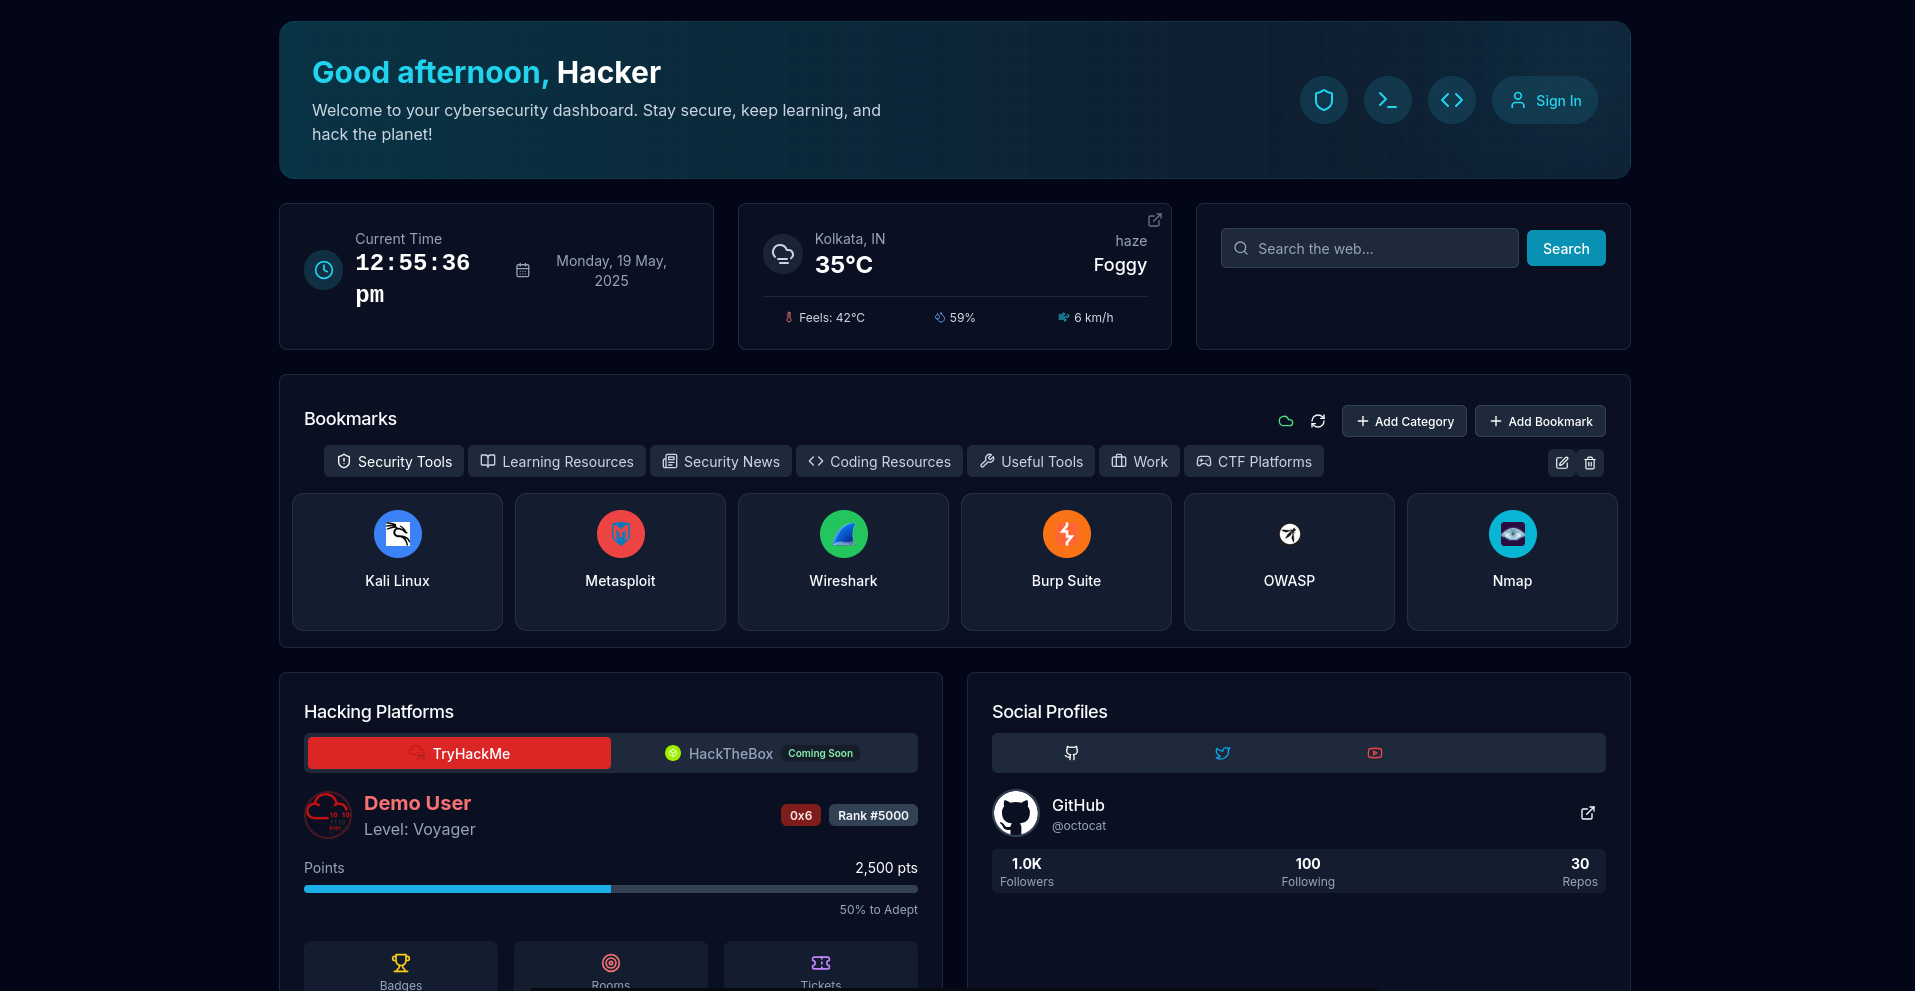 Good afternoon, Hacker
Welcome to your cybersecurity dashboard. Stay secure, keep learning, and
hack the planet!
Sign In
Current Time
12:55:36
pm
Monday, 19 May,
2025
Kolkata, IN
35°C
haze
Foggy
Feels: 42°C
59%
6 km/h
Search the web...
Search
Bookmarks
Add Category
Add Bookmark
Security Tools
Learning Resources
Security News
Coding Resources
Useful Tools
Work
CTF Platforms
Kali Linux
Metasploit
Wireshark
Burp Suite
OWASP
Nmap
Hacking Platforms
TryHackMe
HackTheBox
Coming Soon
Demo User
Level: Voyager
0x6
Rank #5000
Points
2,500 pts
50% to Adept
Badges
Rooms
Tickets
Social Profiles
GitHub
@octocat
1.0K
Followers
100
Following
30
Repos